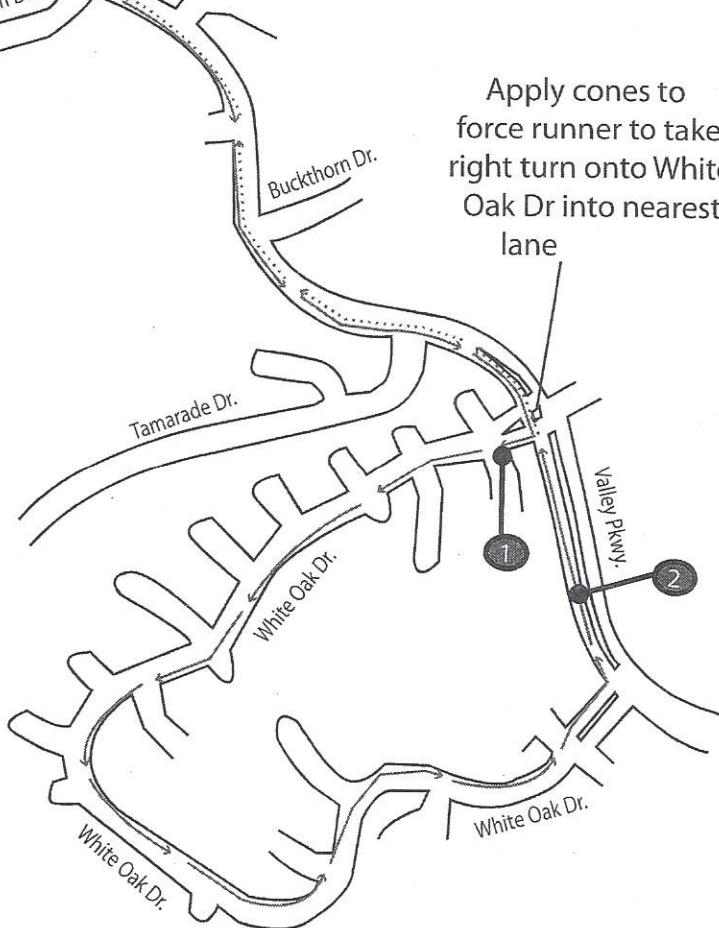 Apply cones to
force runner to take
right turn onto White
Oak Dr into nearest
lane
Buckthorn Dr.
Tamarade Dr.
Valley Pkwy.
1
2
White Oak Dr.
White Oak Dr.
White Oak Dr.